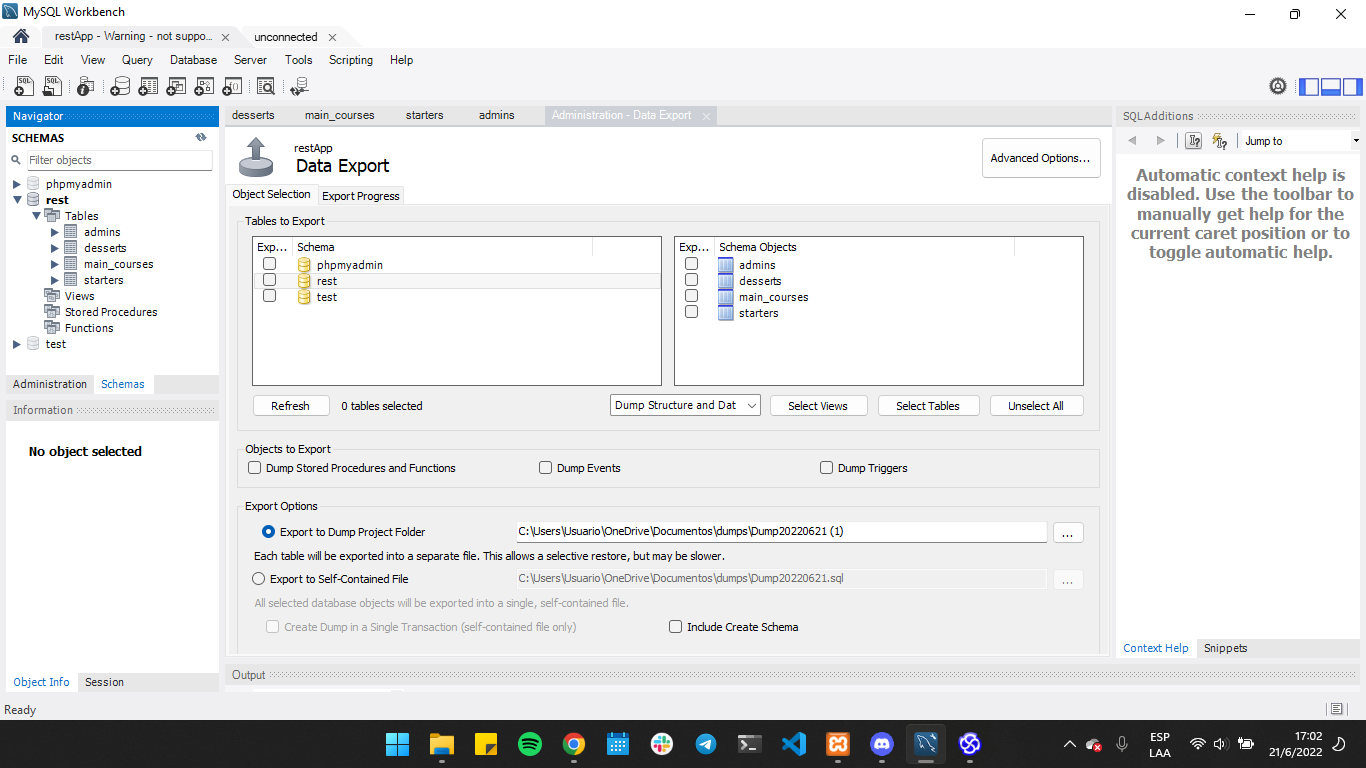 MySQL Workbench
restApp - Warning - not suppo...
unconnected
File Edit View Query Database Server Tools Scripting Help
Navigator
SCHEMAS
Filter objects
phpmyadmin
rest
Tables
admins
desserts
main_courses
starters
Views
Stored Procedures
Functions
test
Administration Schemas
Information
No object selected
Object Info Session
desserts main_courses starters admins Administration - Data Export
restApp
Data Export
Advanced Options...
Object Selection Export Progress
Tables to Export
Exp... Schema
phpmyadmin
rest
test
Exp... Schema Objects
admins
desserts
main_courses
starters
Refresh 0 tables selected Dump Structure and Dat Select Views Select Tables Unselect All
Objects to Export
Dump Stored Procedures and Functions Dump Events Dump Triggers
Export Options
Export to Dump Project Folder C:\Users\Usuario\OneDrive\Documentos\dumps\Dump20220621 (1) ...
Each table will be exported into a separate file. This allows a selective restore, but may be slower.
Export to Self-Contained File C:\Users\Usuario\OneDrive\Documentos\dumps\Dump20220621.sql ...
All selected database objects will be exported into a single, self-contained file.
Create Dump in a Single Transaction (self-contained file only) Include Create Schema
Output
SQLAdditions
Jump to
Automatic context help is
disabled. Use the toolbar to
manually get help for the
current caret position or to
toggle automatic help.
Context Help Snippets
Ready
ESP
LAA
17:02
21/6/2022